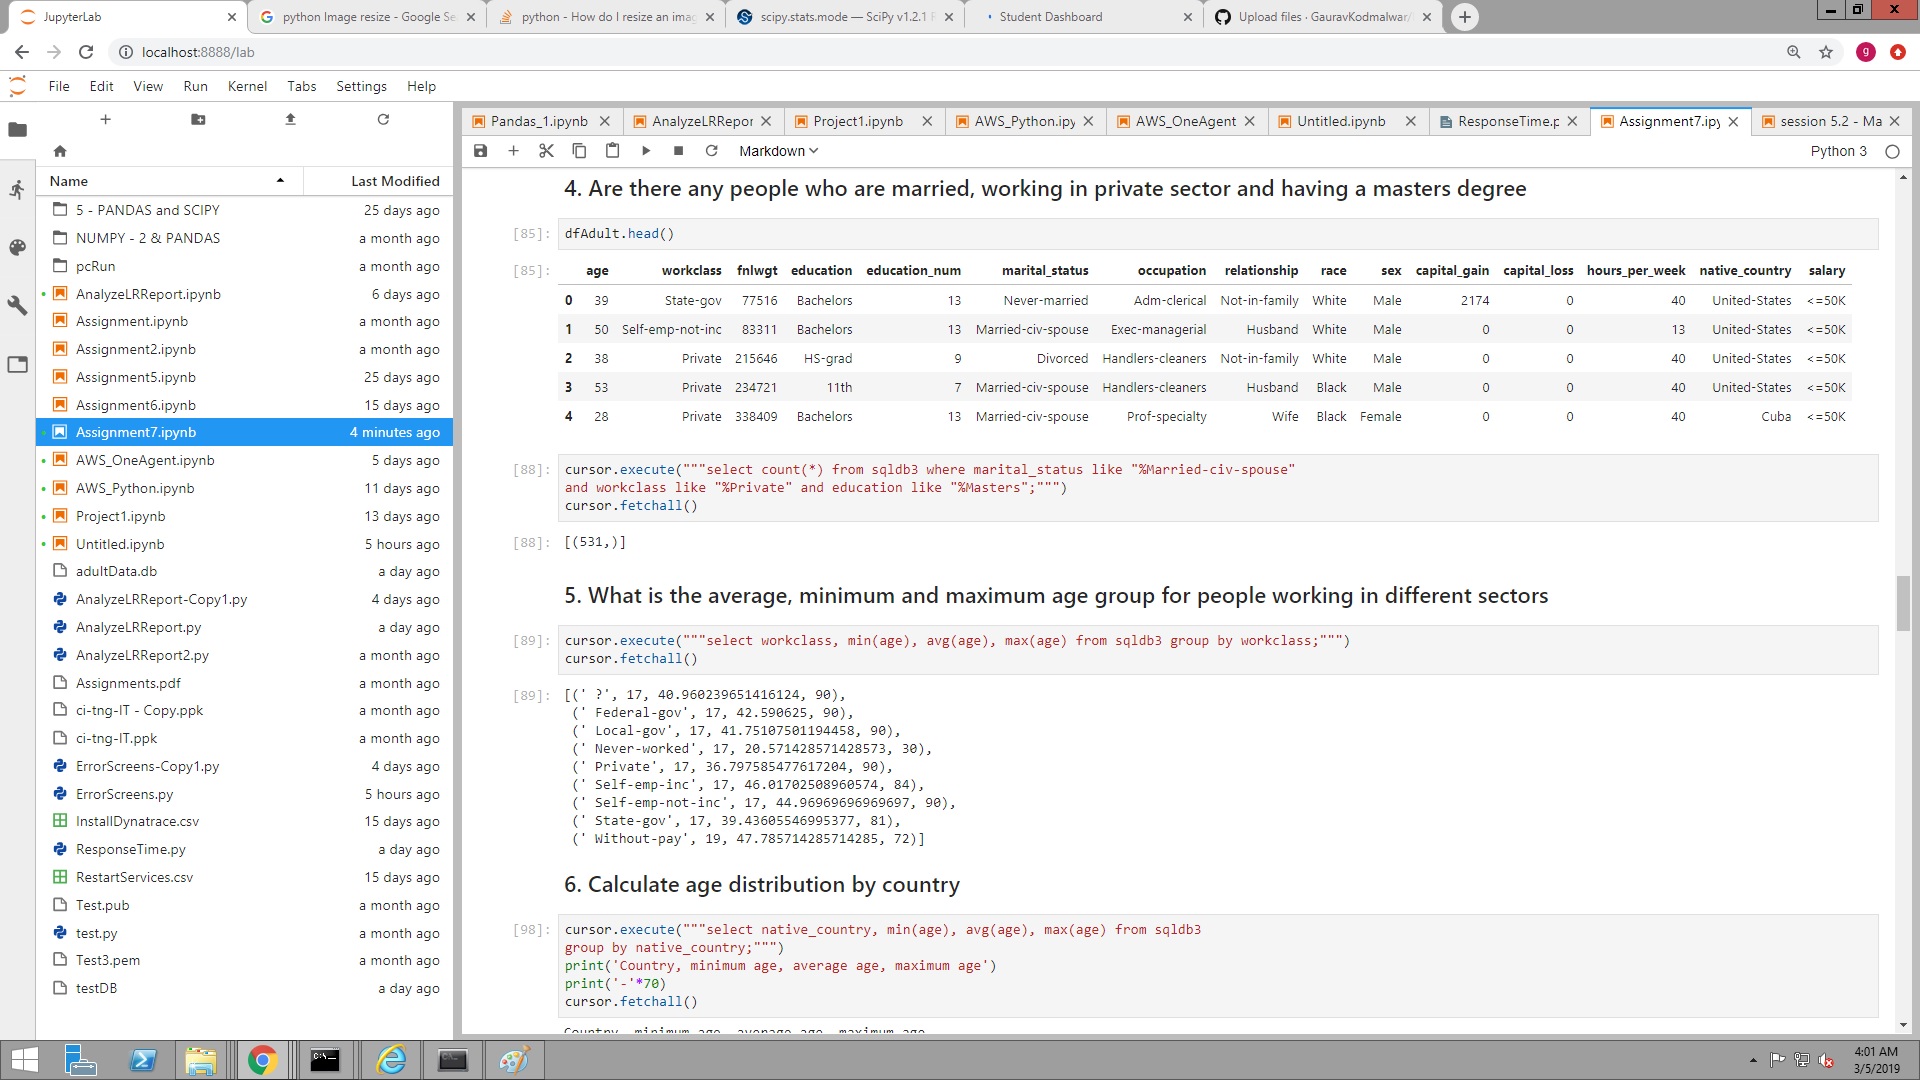 JupyterLab
python Image resize - Google Se
python - How do I resize an imag
scipy.stats.mode — SciPy v1.2.1 F
Student Dashboard
Upload files · GauravKodmalwar/
localhost:8888/lab
g
File Edit View Run Kernel Tabs Settings Help
Pandas_1.ipynb
AnalyzeLRRepor
Project1.ipynb
AWS_Python.ipy
AWS_OneAgent
Untitled.ipynb
ResponseTime.p
Assignment7.ipy
session 5.2 - Ma
Markdown
Python 3
Name Last Modified
5 - PANDAS and SCIPY 25 days ago
NUMPY - 2 & PANDAS a month ago
pcRun a month ago
AnalyzeLRReport.ipynb 6 days ago
Assignment.ipynb a month ago
Assignment2.ipynb a month ago
Assignment5.ipynb 25 days ago
Assignment6.ipynb 15 days ago
Assignment7.ipynb 4 minutes ago
AWS_OneAgent.ipynb 5 days ago
AWS_Python.ipynb 11 days ago
Project1.ipynb 13 days ago
Untitled.ipynb 5 hours ago
adultData.db a day ago
AnalyzeLRReport-Copy1.py 4 days ago
AnalyzeLRReport.py a day ago
AnalyzeLRReport2.py a month ago
Assignments.pdf a month ago
ci-tng-IT - Copy.ppk a month ago
ci-tng-IT.ppk a month ago
ErrorScreens-Copy1.py 4 days ago
ErrorScreens.py 5 hours ago
InstallDynatrace.csv 15 days ago
ResponseTime.py a day ago
RestartServices.csv 15 days ago
Test.pub a month ago
test.py a month ago
Test3.pem a month ago
testDB a day ago
4. Are there any people who are married, working in private sector and having a masters degree
[85]: dfAdult.head()
[85]: age workclass fnlwgt education education_num marital_status occupation relationship race sex capital_gain capital_loss hours_per_week native_country salary
0 39 State-gov 77516 Bachelors 13 Never-married Adm-clerical Not-in-family White Male 2174 0 40 United-States <=50K
1 50 Self-emp-not-inc 83311 Bachelors 13 Married-civ-spouse Exec-managerial Husband White Male 0 0 13 United-States <=50K
2 38 Private 215646 HS-grad 9 Divorced Handlers-cleaners Not-in-family White Male 0 0 40 United-States <=50K
3 53 Private 234721 11th 7 Married-civ-spouse Handlers-cleaners Husband Black Male 0 0 40 United-States <=50K
4 28 Private 338409 Bachelors 13 Married-civ-spouse Prof-specialty Wife Black Female 0 0 40 Cuba <=50K
[88]: cursor.execute("""select count(*) from sqldb3 where marital_status like "%Married-civ-spouse"
and workclass like "%Private" and education like "%Masters";""")
cursor.fetchall()
[88]: [(531,)]
5. What is the average, minimum and maximum age group for people working in different sectors
[89]: cursor.execute("""select workclass, min(age), avg(age), max(age) from sqldb3 group by workclass;""")
cursor.fetchall()
[89]: [(' ?', 17, 40.960239651416124, 90),
(' Federal-gov', 17, 42.590625, 90),
(' Local-gov', 17, 41.75107501194458, 90),
(' Never-worked', 17, 20.571428571428573, 30),
(' Private', 17, 36.797585477617204, 90),
(' Self-emp-inc', 17, 46.01702508960574, 84),
(' Self-emp-not-inc', 17, 44.96969696969697, 90),
(' State-gov', 17, 39.43605546995377, 81),
(' Without-pay', 19, 47.785714285714285, 72)]
6. Calculate age distribution by country
[98]: cursor.execute("""select native_country, min(age), avg(age), max(age) from sqldb3
group by native_country;""")
print('Country, minimum age, average age, maximum age')
print('-'*70)
cursor.fetchall()
Country, minimum age, average age, maximum age
4:01 AM
3/5/2019